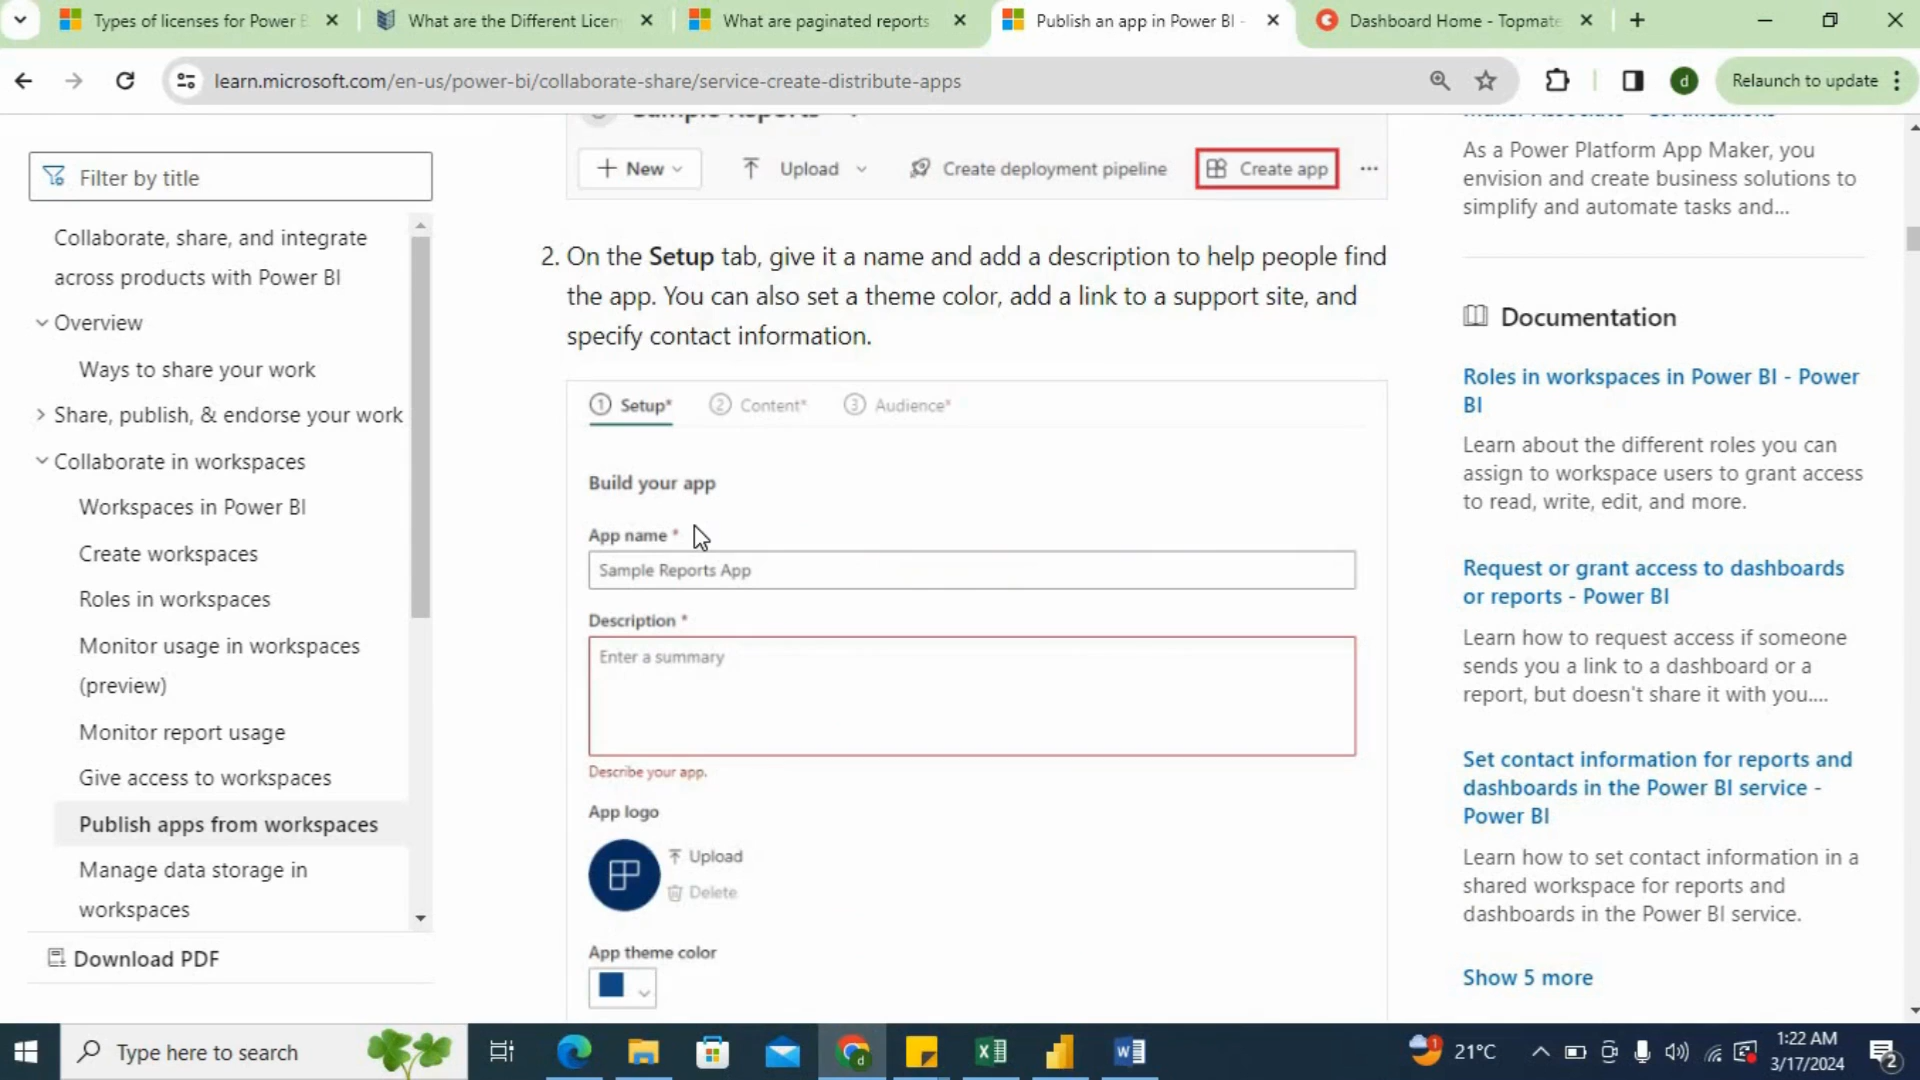 Types of licenses for Power B
What are the Different Licen
What are paginated reports
Publish an app in Power BI -
Dashboard Home - Topmate
learn.microsoft.com/en-us/power-bi/collaborate-share/service-create-distribute-apps
d
Relaunch to update
Filter by title
Collaborate, share, and integrate
across products with Power BI
Overview
Ways to share your work
Share, publish, & endorse your work
Collaborate in workspaces
Workspaces in Power BI
Create workspaces
Roles in workspaces
Monitor usage in workspaces
(preview)
Monitor report usage
Give access to workspaces
Publish apps from workspaces
Manage data storage in
workspaces
Download PDF
Sample Reports
New
Upload
Create deployment pipeline
Create app
2. On the Setup tab, give it a name and add a description to help people find
the app. You can also set a theme color, add a link to a support site, and
specify contact information.
1 Setup*
2 Content*
3 Audience*
Build your app
App name *
Sample Reports App
Description *
Enter a summary
Describe your app.
App logo
Upload
Delete
App theme color
Maker Associate - Certifications
As a Power Platform App Maker, you
envision and create business solutions to
simplify and automate tasks and...
Documentation
Roles in workspaces in Power BI - Power
BI
Learn about the different roles you can
assign to workspace users to grant access
to read, write, edit, and more.
Request or grant access to dashboards
or reports - Power BI
Learn how to request access if someone
sends you a link to a dashboard or a
report, but doesn't share it with you....
Set contact information for reports and
dashboards in the Power BI service -
Power BI
Learn how to set contact information in a
shared workspace for reports and
dashboards in the Power BI service.
Show 5 more
Type here to search
21°C
1:22 AM
3/17/2024
2